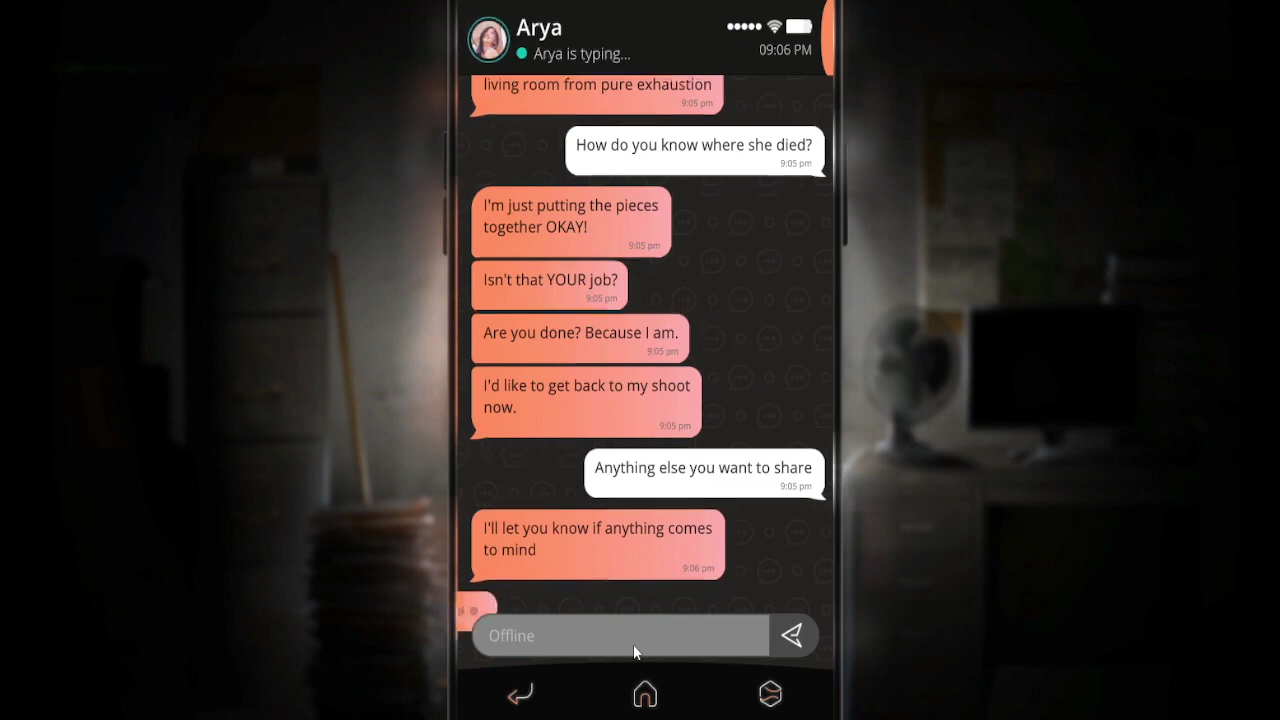 Arya
Arya is typing...
09:06 PM
living room from pure exhaustion
9:05 pm
How do you know where she died?
9:05 pm
I'm just putting the pieces
together OKAY!
9:05 pm
Isn't that YOUR job?
9:05 pm
Are you done? Because I am.
9:05 pm
I'd like to get back to my shoot
now.
9:05 pm
Anything else you want to share
9:05 pm
I'll let you know if anything comes
to mind
9:06 pm
Offline